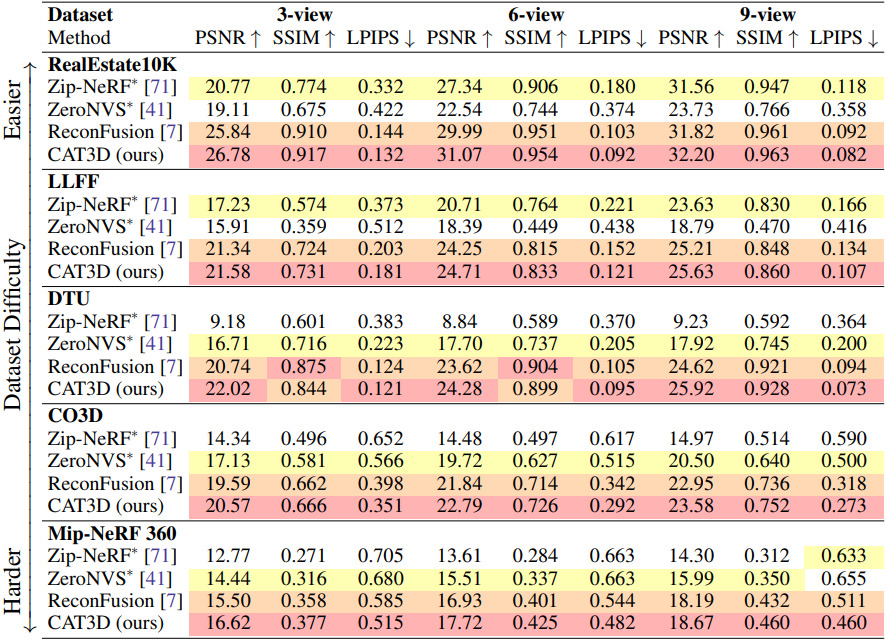 Dataset 3-view 6-view 9-view
Method PSNR ↑ SSIM ↑ LPIPS ↓ PSNR ↑ SSIM ↑ LPIPS ↓ PSNR ↑ SSIM ↑ LPIPS ↓
Easier
Dataset Difficulty
Harder
RealEstate10K
Zip-NeRF* [71] 20.77 0.774 0.332 27.34 0.906 0.180 31.56 0.947 0.118
ZeroNVS* [41] 19.11 0.675 0.422 22.54 0.744 0.374 23.73 0.766 0.358
ReconFusion [7] 25.84 0.910 0.144 29.99 0.951 0.103 31.82 0.961 0.092
CAT3D (ours) 26.78 0.917 0.132 31.07 0.954 0.092 32.20 0.963 0.082
LLFF
Zip-NeRF* [71] 17.23 0.574 0.373 20.71 0.764 0.221 23.63 0.830 0.166
ZeroNVS* [41] 15.91 0.359 0.512 18.39 0.449 0.438 18.79 0.470 0.416
ReconFusion [7] 21.34 0.724 0.203 24.25 0.815 0.152 25.21 0.848 0.134
CAT3D (ours) 21.58 0.731 0.181 24.71 0.833 0.121 25.63 0.860 0.107
DTU
Zip-NeRF* [71] 9.18 0.601 0.383 8.84 0.589 0.370 9.23 0.592 0.364
ZeroNVS* [41] 16.71 0.716 0.223 17.70 0.737 0.205 17.92 0.745 0.200
ReconFusion [7] 20.74 0.875 0.124 23.62 0.904 0.105 24.62 0.921 0.094
CAT3D (ours) 22.02 0.844 0.121 24.28 0.899 0.095 25.92 0.928 0.073
CO3D
Zip-NeRF* [71] 14.34 0.496 0.652 14.48 0.497 0.617 14.97 0.514 0.590
ZeroNVS* [41] 17.13 0.581 0.566 19.72 0.627 0.515 20.50 0.640 0.500
ReconFusion [7] 19.59 0.662 0.398 21.84 0.714 0.342 22.95 0.736 0.318
CAT3D (ours) 20.57 0.666 0.351 22.79 0.726 0.292 23.58 0.752 0.273
Mip-NeRF 360
Zip-NeRF* [71] 12.77 0.271 0.705 13.61 0.284 0.663 14.30 0.312 0.633
ZeroNVS* [41] 14.44 0.316 0.680 15.51 0.337 0.663 15.99 0.350 0.655
ReconFusion [7] 15.50 0.358 0.585 16.93 0.401 0.544 18.19 0.432 0.511
CAT3D (ours) 16.62 0.377 0.515 17.72 0.425 0.482 18.67 0.460 0.460